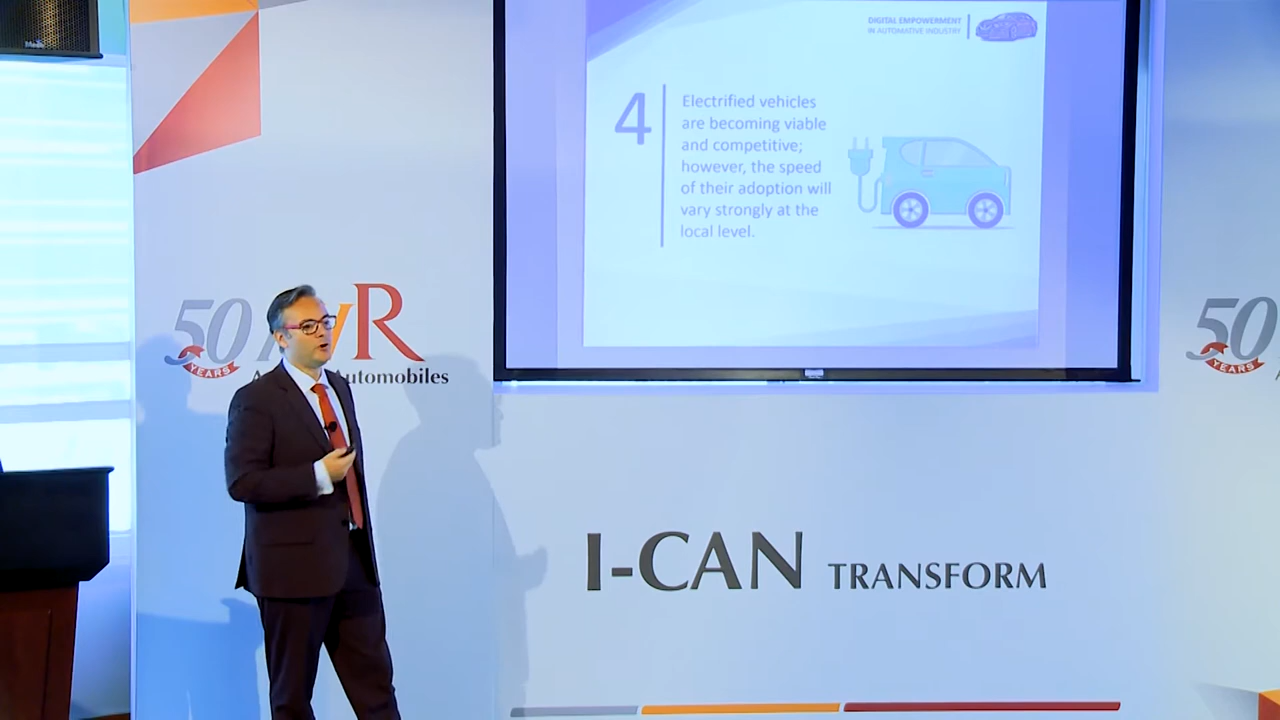 DIGITAL EMPOWERMENT
IN AUTOMATIVE INDUSTRY
4
Electrified vehicles
are becoming viable
and competitive;
however, the speed
of their adoption will
vary strongly at the
local level.
50
YEARS
R
Automobiles
50
YEARS
I-CAN TRANSFORM